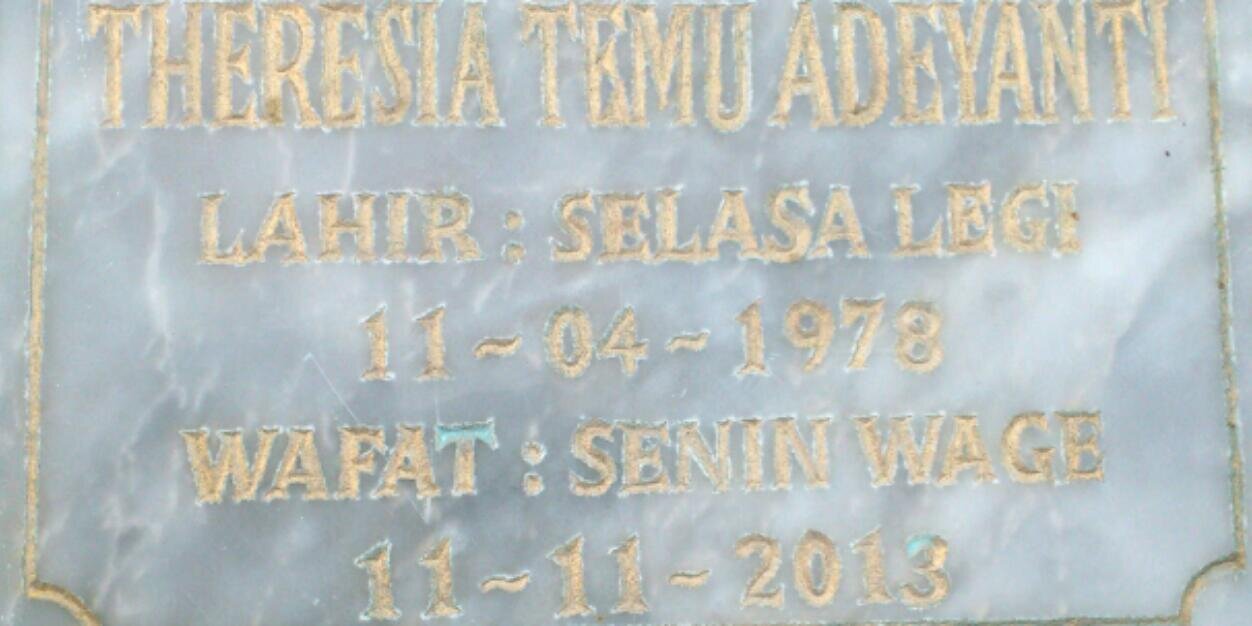 THERESIA TEMU ADEYANTI
LAHIR : SELASA LEGI
11 ~ 04 ~ 1978
WAFAT : SENIN WAGE
11 ~ 11 ~ 2013